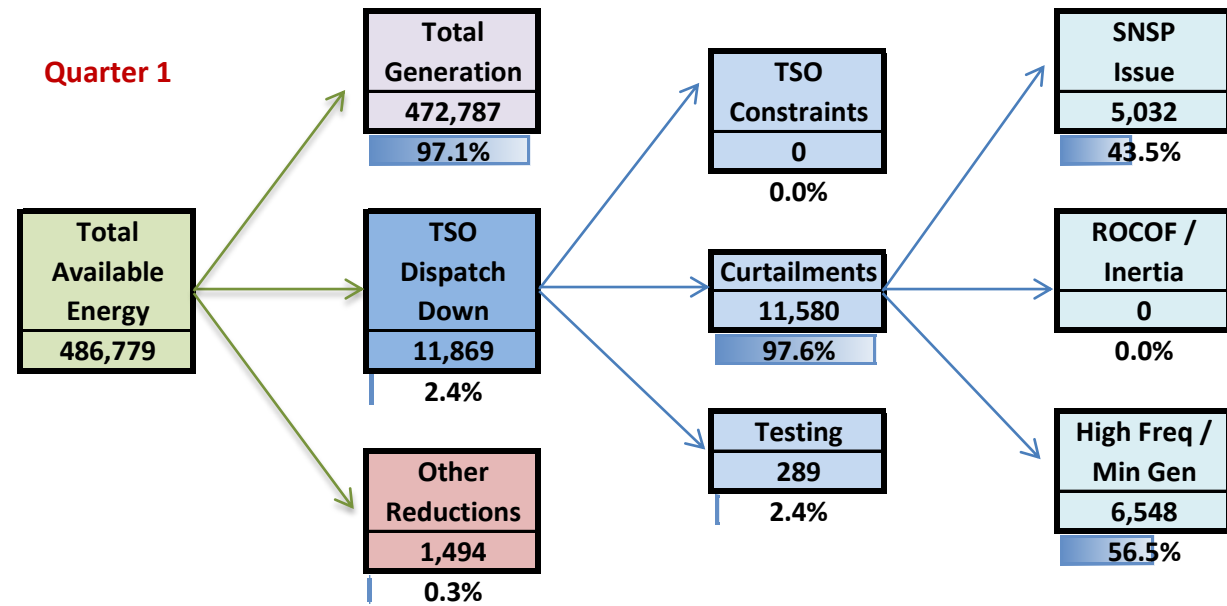 Quarter 1
Total
Generation
472,787
97.1%
Total
Available
Energy
486,779
TSO
Dispatch
Down
11,869
2.4%
Other
Reductions
1,494
0.3%
TSO
Constraints
0
0.0%
Curtailments
11,580
97.6%
Testing
289
2.4%
SNSP
Issue
5,032
43.5%
ROCOF /
Inertia
0
0.0%
High Freq /
Min Gen
6,548
56.5%